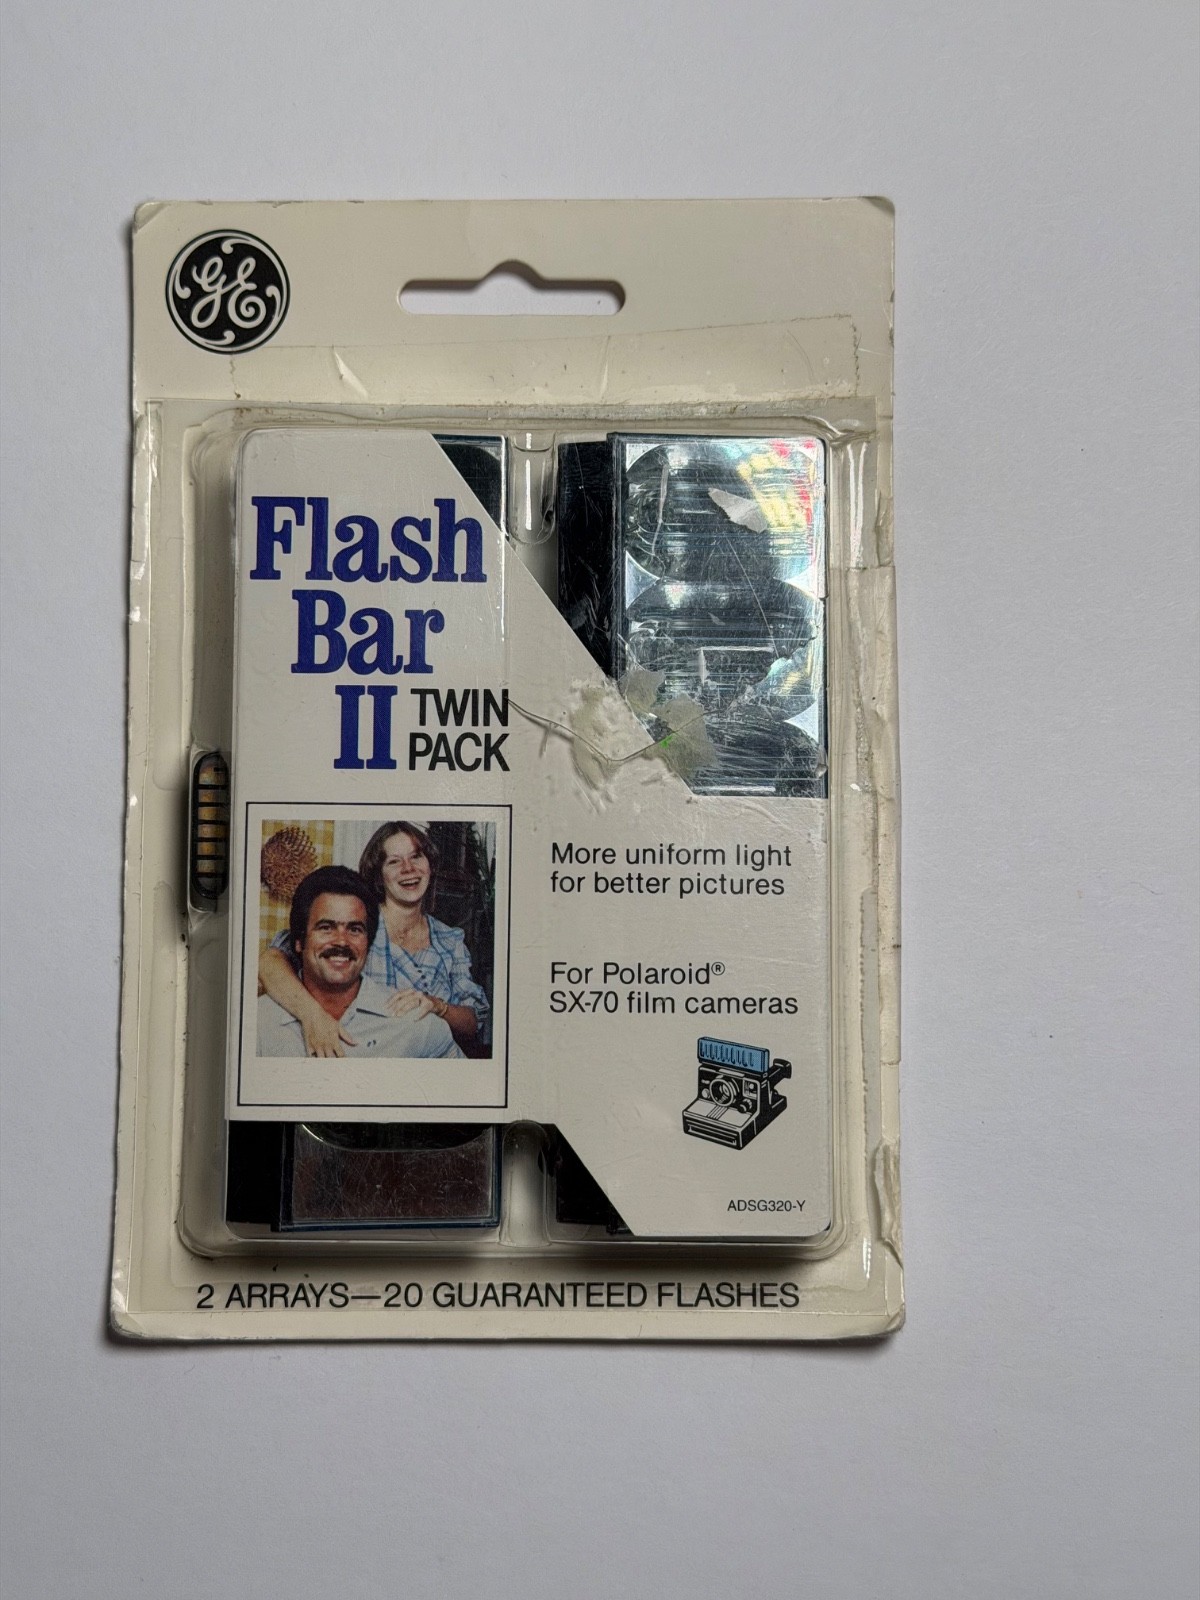 GE
Flash
Bar
II TWIN
PACK
More uniform light
for better pictures
For Polaroid®
SX-70 film cameras
ADSG320-Y
2 ARRAYS—20 GUARANTEED FLASHES